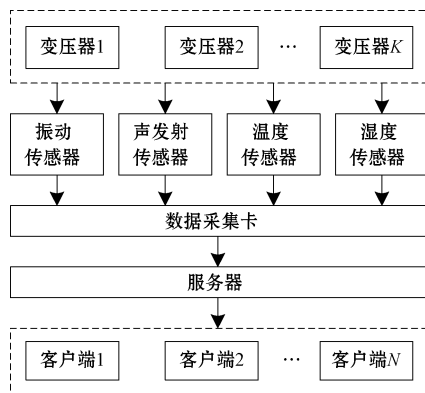 变压器1 变压器2 … 变压器K
振动 声发射 温度 湿度
传感器 传感器 传感器 传感器
数据采集卡
服务器
客户端1 客户端2 … 客户端N